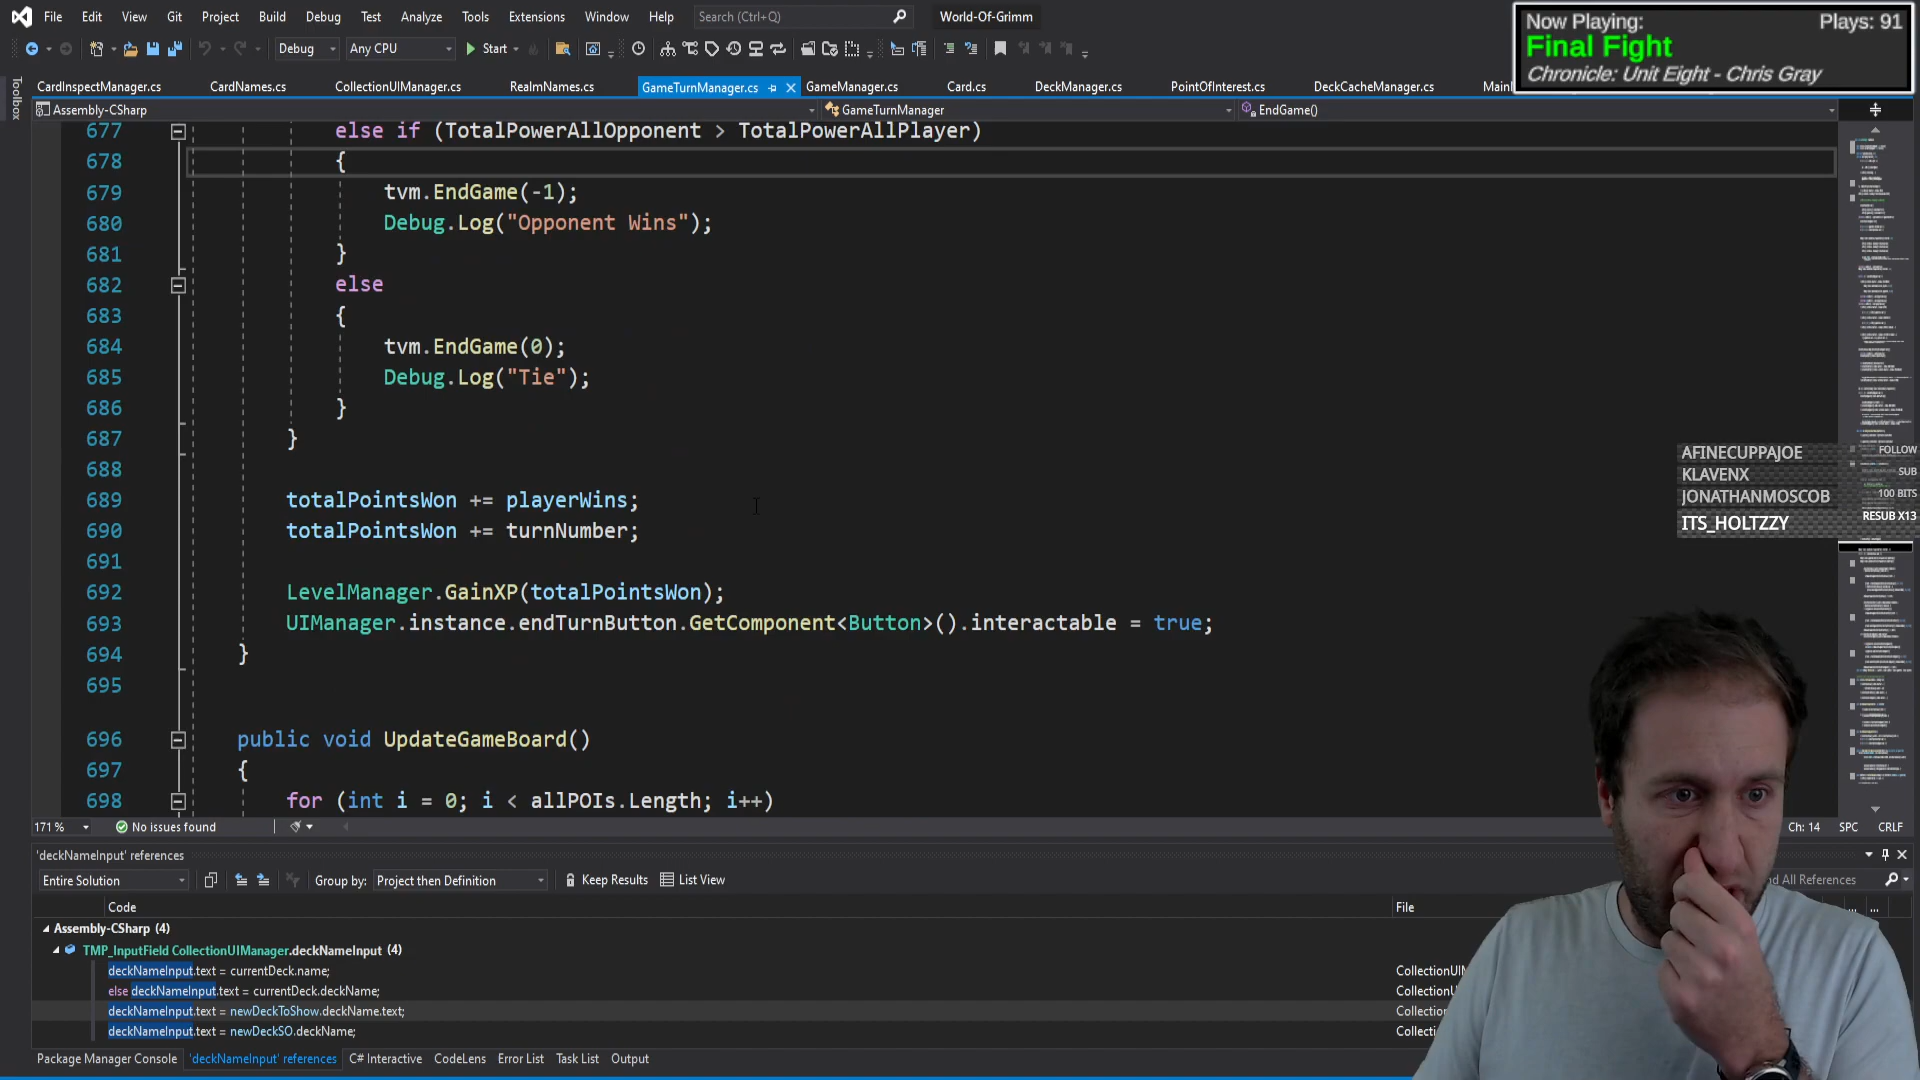 File Edit View Git Project Build Debug Test Analyze Tools Extensions Window Help Search (Ctrl+Q) World-Of-Grimm
Now Playing: Plays: 91
Final Fight
Chronicle: Unit Eight - Chris Gray
Debug Any CPU Start
Toolbox
CardInspectManager.cs CardNames.cs CollectionUIManager.cs RealmNames.cs GameTurnManager.cs GameManager.cs Card.cs DeckManager.cs PointOfInterest.cs DeckCacheManager.cs
Assembly-CSharp GameTurnManager EndGame()
677 else if (TotalPowerAllOpponent > TotalPowerAllPlayer)
678 {
679 tvm.EndGame(-1);
680 Debug.Log("Opponent Wins");
681 }
682 else
683 {
684 tvm.EndGame(0);
685 Debug.Log("Tie");
686 }
687 }
688
689 totalPointsWon += playerWins;
690 totalPointsWon += turnNumber;
691
692 LevelManager.GainXP(totalPointsWon);
693 UIManager.instance.endTurnButton.GetComponent<Button>().interactable = true;
694 }
695
696 public void UpdateGameBoard()
697 {
698 for (int i = 0; i < allPOIs.Length; i++)
AFINECUPPAJOE FOLLOW
KLAVENX SUB
JONATHANMOSCOB 100 BITS
ITS_HOLTZZY RESUB X13
171 % No issues found Ch: 14 SPC CRLF
'deckNameInput' references
Entire Solution Group by: Project then Definition Keep Results List View All References
Code File
Assembly-CSharp (4)
TMP_InputField CollectionUIManager.deckNameInput (4)
deckNameInput.text = currentDeck.name;
else deckNameInput.text = currentDeck.deckName;
deckNameInput.text = newDeckToShow.deckName.text;
deckNameInput.text = newDeckSO.deckName;
Package Manager Console 'deckNameInput' references C# Interactive CodeLens Error List Task List Output